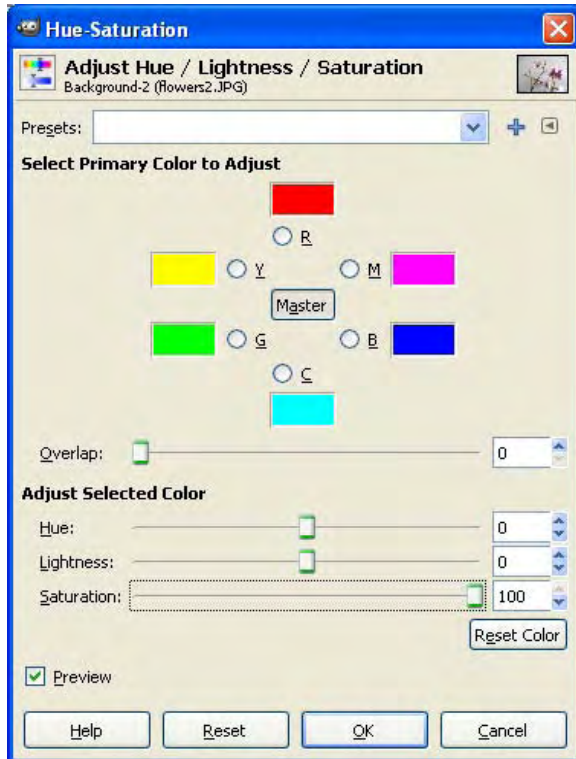 Hue-Saturation
Adjust Hue / Lightness / Saturation
Background-2 (flowers2.JPG)
Presets:
Select Primary Color to Adjust
R
Y M
Master
G B
C
Overlap: 0
Adjust Selected Color
Hue: 0
Lightness: 0
Saturation: 100
Reset Color
Preview
Help Reset OK Cancel